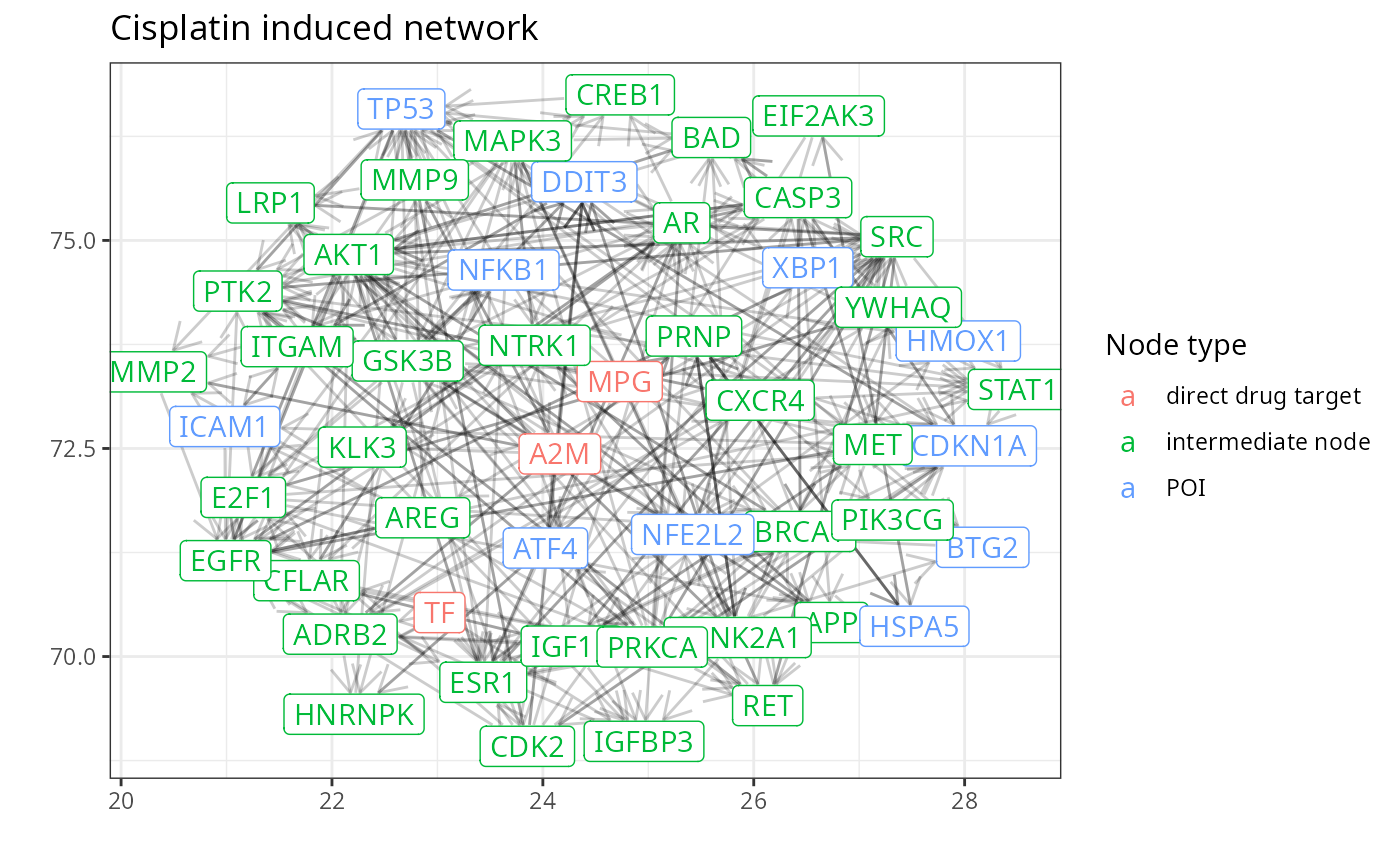 Cisplatin induced network
CREB1
TP53
EIF2AK3
MAPK3
BAD
MMP9
DDIT3
CASP3
LRP1
AR
SRC
75.0
AKT1
NFKB1
XBP1
PTK2
YWHAQ
HMOX1
ITGAM
NTRK1
PRNP
GSK3B
MMP2
MPG
STAT1
CXCR4
ICAM1
KLK3
A2M
MET
CDKN1A
72.5
E2F1
AREG
NFE2L2
BRCA
PIK3CG
ATF4
BTG2
EGFR
CFLAR
TF
ADRB2
IGF1
PRKCA
NK2A1
APP
HSPA5
70.0
ESR1
HNRNPK
RET
CDK2
IGFBP3
20 22 24 26 28
Node type
a direct drug target
a intermediate node
a POI